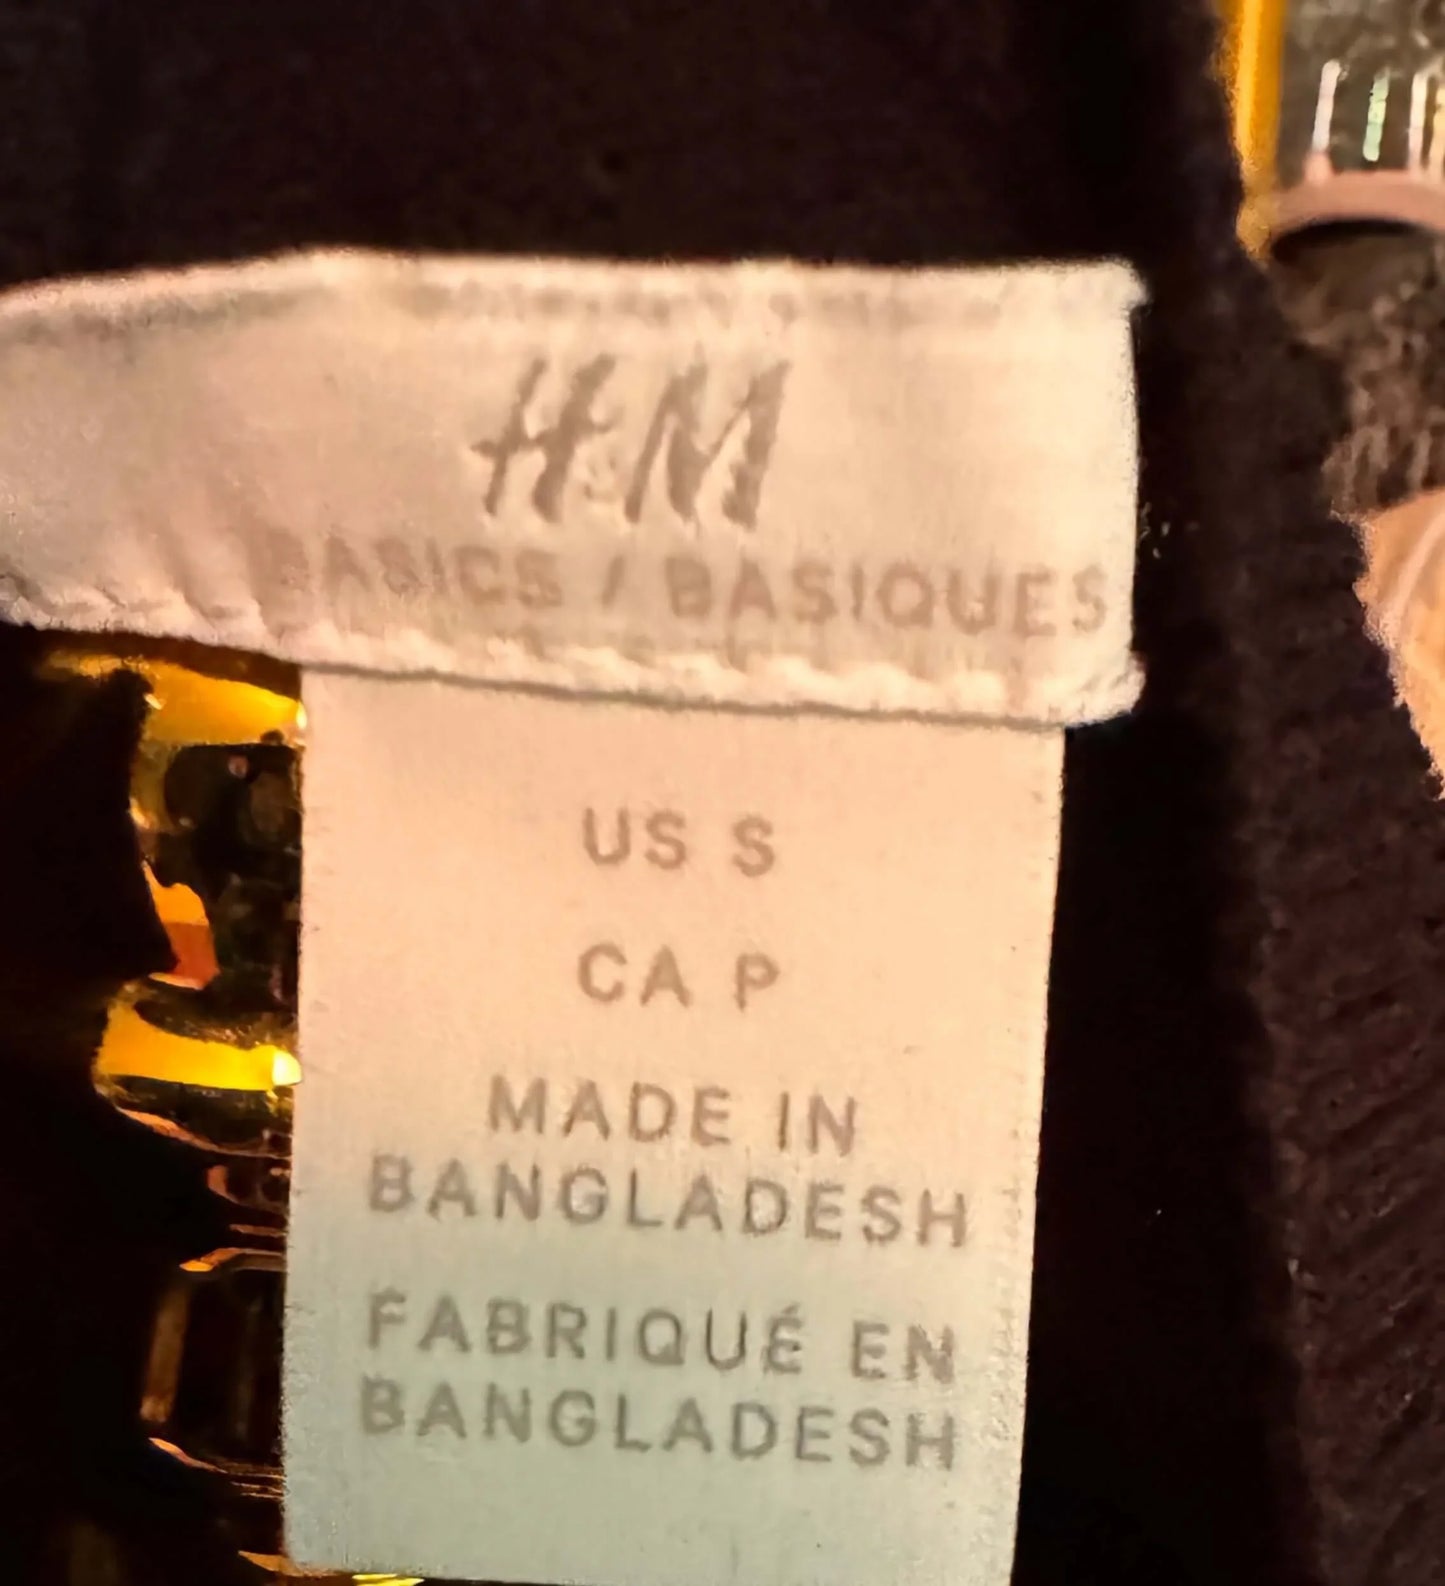 H&M
BASICS / BASIQUES
US S
CA P
MADE IN
BANGLADESH
FABRIQUÉ EN
BANGLADESH